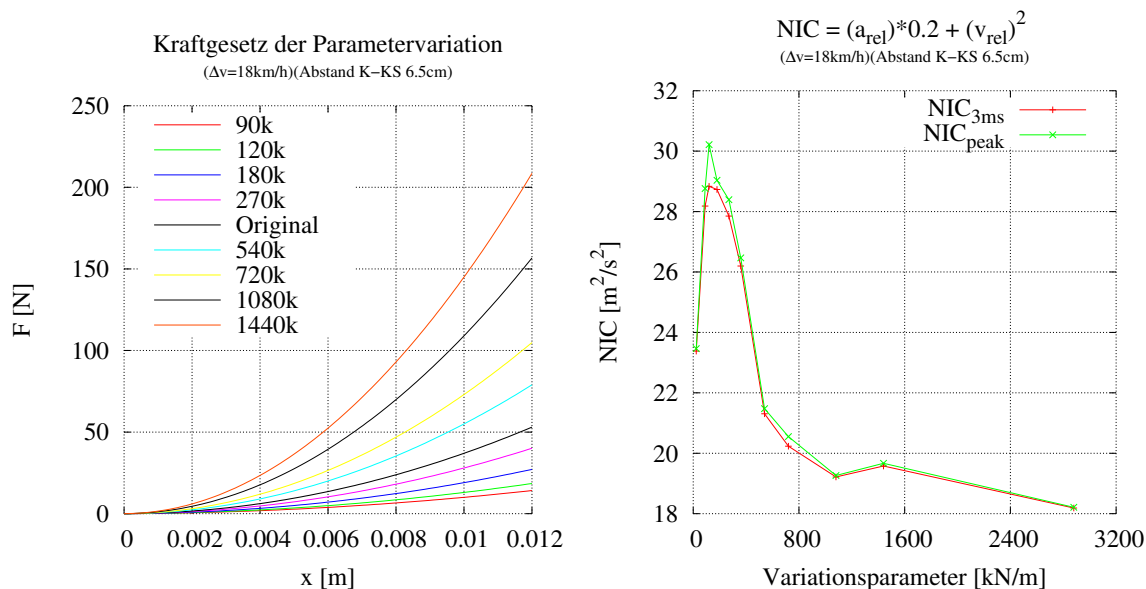 Kraftgesetz der Parametervariation
(Δv=18km/h)(Abstand K−KS 6.5cm)
250
200
150
100
50
0
F [N]
90k
120k
180k
270k
Original
540k
720k
1080k
1440k
0
0.002
0.004
0.006
0.008
0.01
0.012
x [m]
NIC = (a_rel)*0.2 + (v_rel)^2
(Δv=18km/h)(Abstand K−KS 6.5cm)
32
30
28
26
24
22
20
18
NIC [m^2/s^2]
NIC_3ms
NIC_peak
0
800
1600
2400
3200
Variationsparameter [kN/m]